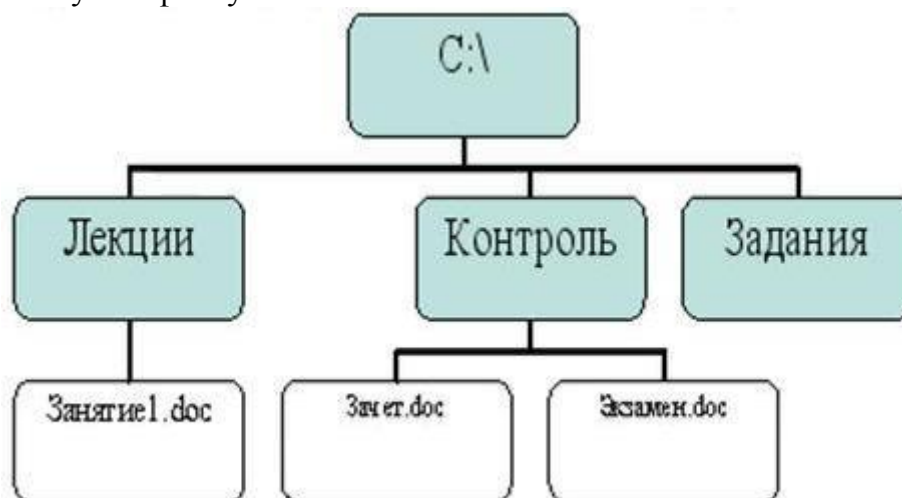 C:\
Лекции
Контроль
Задания
Занятие1.doc
Зачет.doc
Экзамен.doc